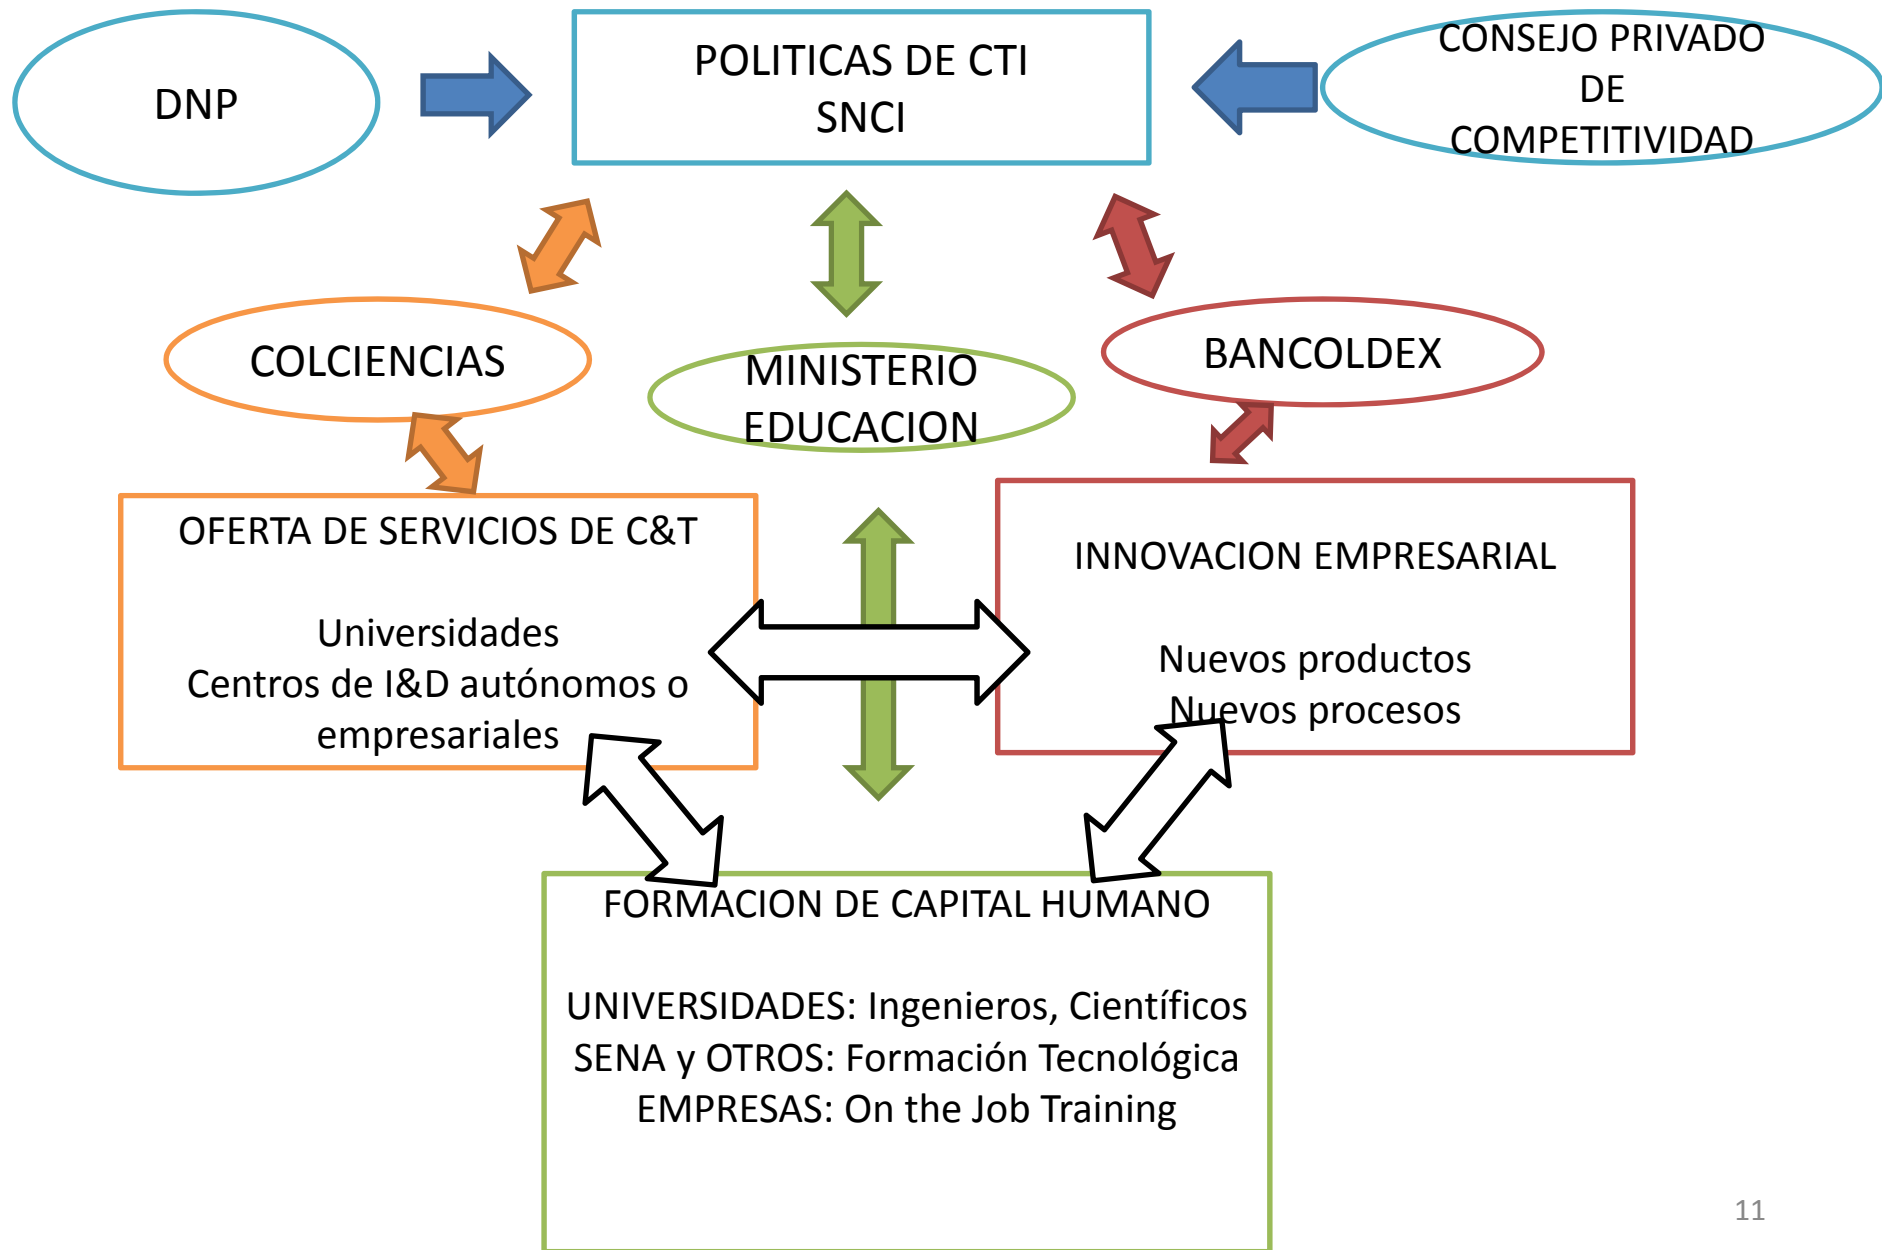 DNP
POLITICAS DE CTI
SNCI
CONSEJO PRIVADO
DE
COMPETITIVIDAD
COLCIENCIAS
MINISTERIO
EDUCACION
BANCOLDEX
OFERTA DE SERVICIOS DE C&T
Universidades
Centros de I&D autónomos o
empresariales
INNOVACION EMPRESARIAL
Nuevos productos
Nuevos procesos
FORMACION DE CAPITAL HUMANO
UNIVERSIDADES: Ingenieros, Científicos
SENA y OTROS: Formación Tecnológica
EMPRESAS: On the Job Training
11